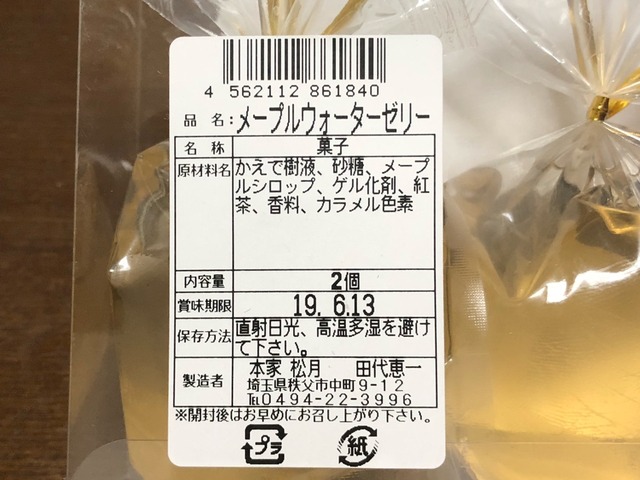 4 562112 861840
品 名：メープルウォーターゼリー
名 称 菓子
原材料名 かえで樹液、砂糖、メープ
ルシロップ、ゲル化剤、紅
茶、香料、カラメル色素
内容量 2個
賞味期限 19. 6.13
保存方法 直射日光、高温多湿を避け
て下さい。
製造者 本家 松月 田代恵一
埼玉県秩父市中町9-12
Tel0494-22-3996
※開封後はお早めにお召し上がり下さい。
プラ 紙